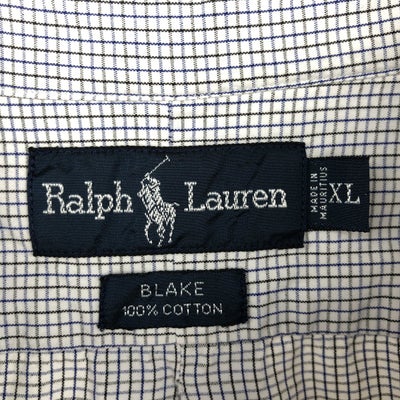 Ralph Lauren
MADE IN
MAURITIUS
XL
BLAKE
100% COTTON